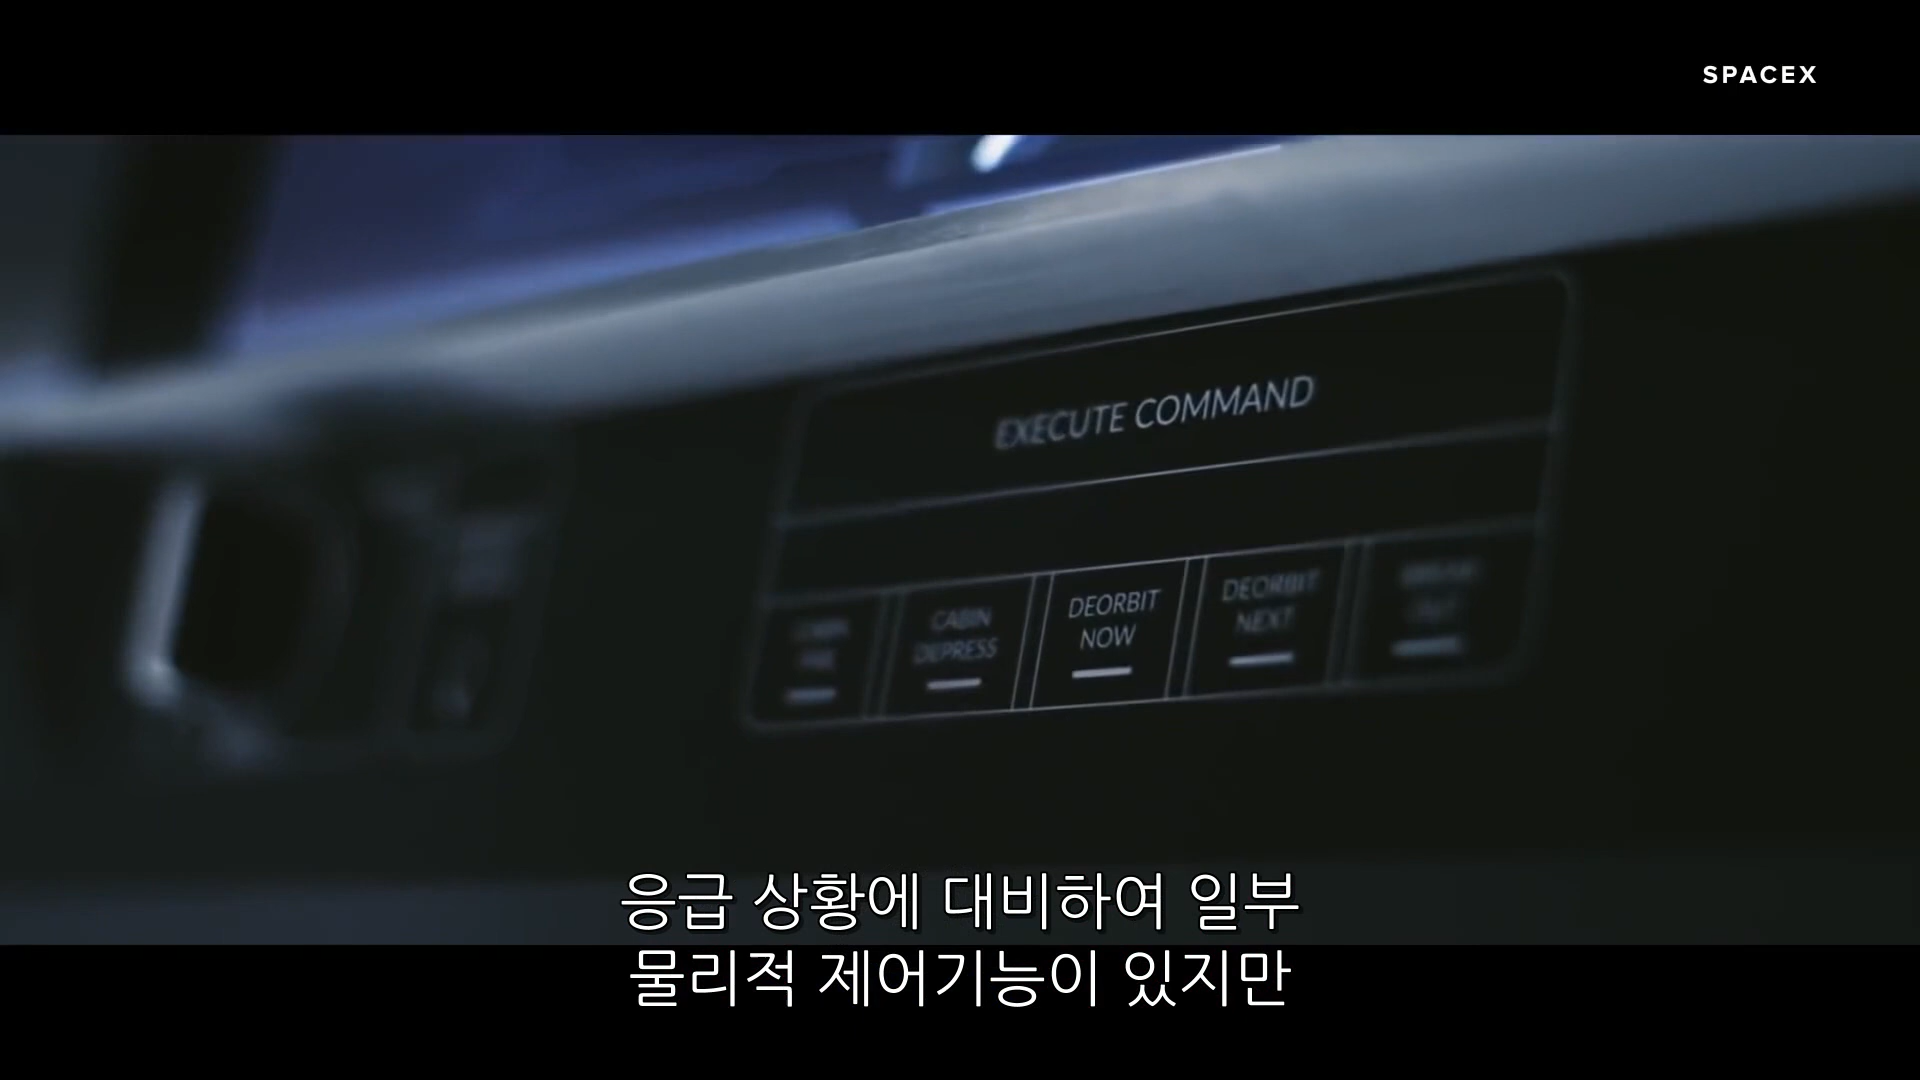 SPACEX
EXECUTE COMMAND
CABIN
DEPRESS
DEORBIT
NOW
DEORBIT
NEXT
응급 상황에 대비하여 일부
물리적 제어기능이 있지만